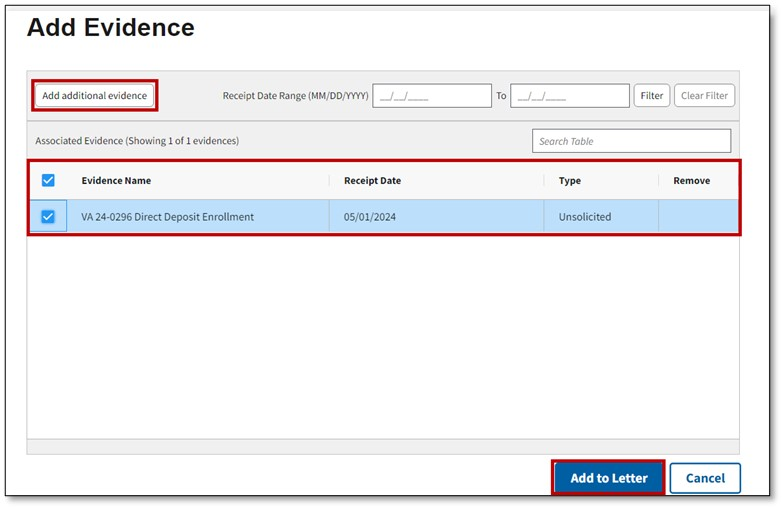 Add Evidence
Add additional evidence Receipt Date Range (MM/DD/YYYY) __/__/____ To __/__/____ Filter Clear Filter
Associated Evidence (Showing 1 of 1 evidences) Search Table
Evidence Name Receipt Date Type Remove
VA 24-0296 Direct Deposit Enrollment 05/01/2024 Unsolicited
Add to Letter Cancel